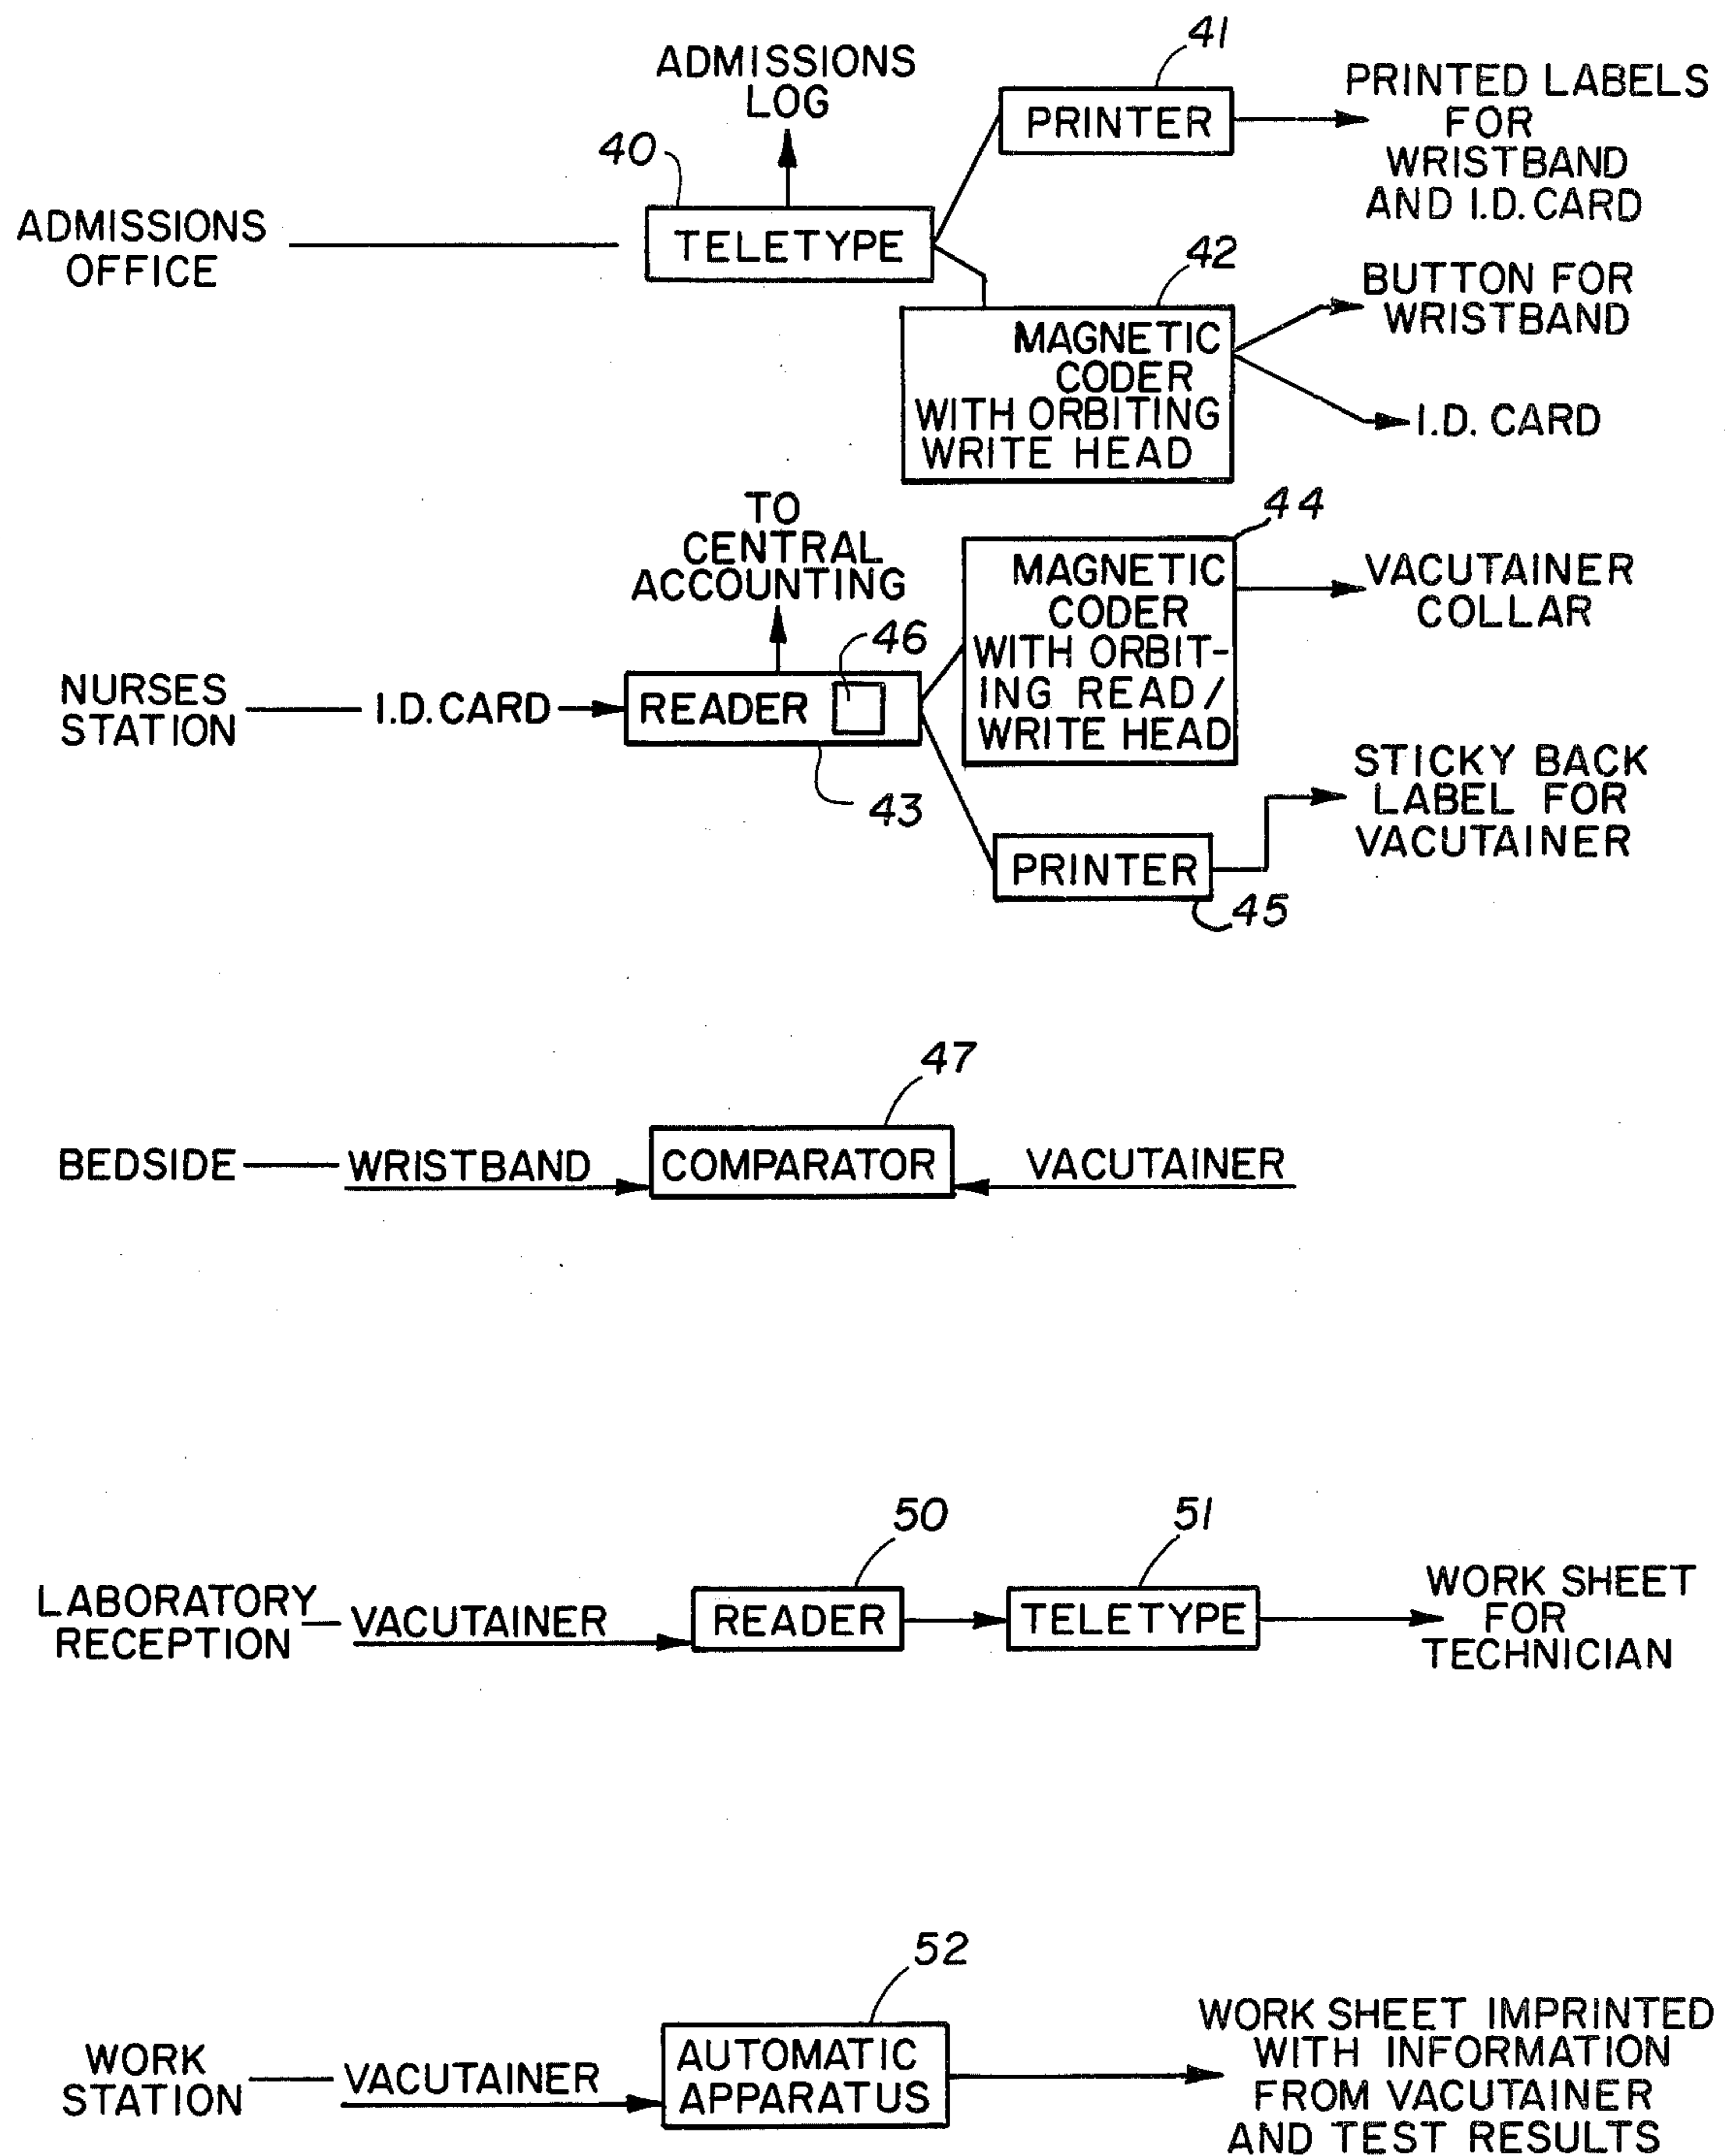 41
ADMISSIONS
LOG
PRINTED LABELS
FOR
WRISTBAND
AND I.D. CARD
PRINTER
40
ADMISSIONS
OFFICE
TELETYPE
42
BUTTON FOR
WRISTBAND
MAGNETIC
CODER
WITH ORBITING
WRITE HEAD
I.D. CARD
TO
CENTRAL
ACCOUNTING
44
MAGNETIC
CODER
WITH ORBIT-
ING READ/
WRITE HEAD
VACUTAINER
COLLAR
46
NURSES
STATION
I.D. CARD
READER
43
STICKY BACK
LABEL FOR
VACUTAINER
PRINTER
45
47
BEDSIDE
WRISTBAND
COMPARATOR
VACUTAINER
50
51
LABORATORY
RECEPTION
VACUTAINER
READER
TELETYPE
WORK SHEET
FOR
TECHNICIAN
52
WORK
STATION
VACUTAINER
AUTOMATIC
APPARATUS
WORK SHEET IMPRINTED
WITH INFORMATION
FROM VACUTAINER
AND TEST RESULTS